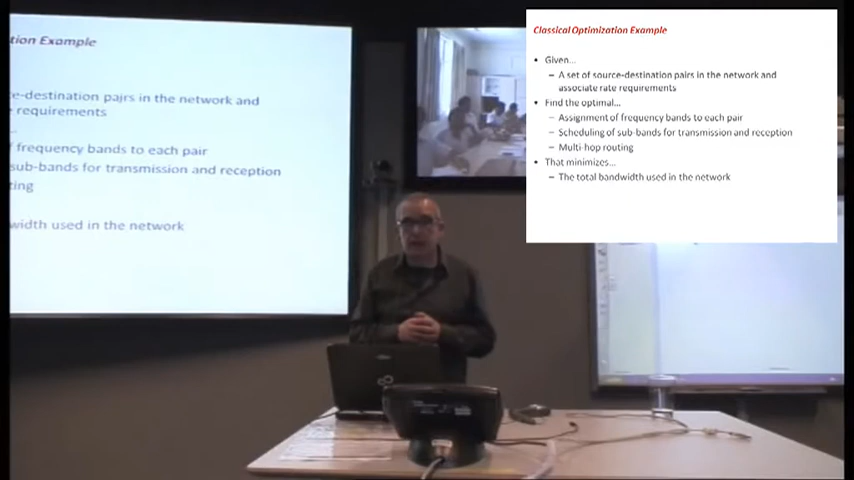 tion Example
e-destination pairs in the network and
requirements
frequency bands to each pair
sub-bands for transmission and reception
ing
width used in the network
Classical Optimization Example
• Given...
– A set of source-destination pairs in the network and
associate rate requirements
• Find the optimal...
– Assignment of frequency bands to each pair
– Scheduling of sub-bands for transmission and reception
– Multi-hop routing
• That minimizes...
– The total bandwidth used in the network